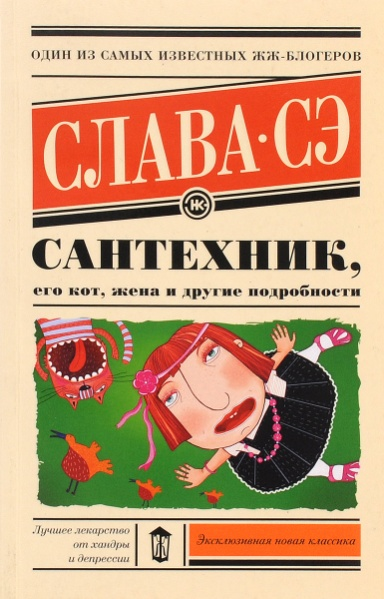 ОДИН ИЗ САМЫХ ИЗВЕСТНЫХ ЖЖ-БЛОГЕРОВ
СЛАВА·СЭ
НК
САНТЕХНИК,
его кот, жена и другие подробности
Лучшее лекарство
от хандры
и депрессии
Эксклюзивная новая классика